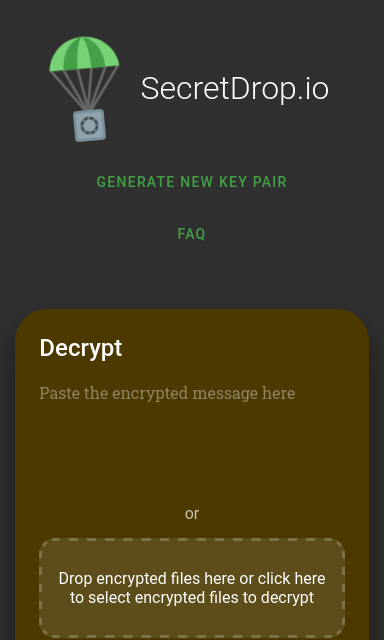 SecretDrop.io
GENERATE NEW KEY PAIR
FAQ
Decrypt
Paste the encrypted message here
or
Drop encrypted files here or click here
to select encrypted files to decrypt